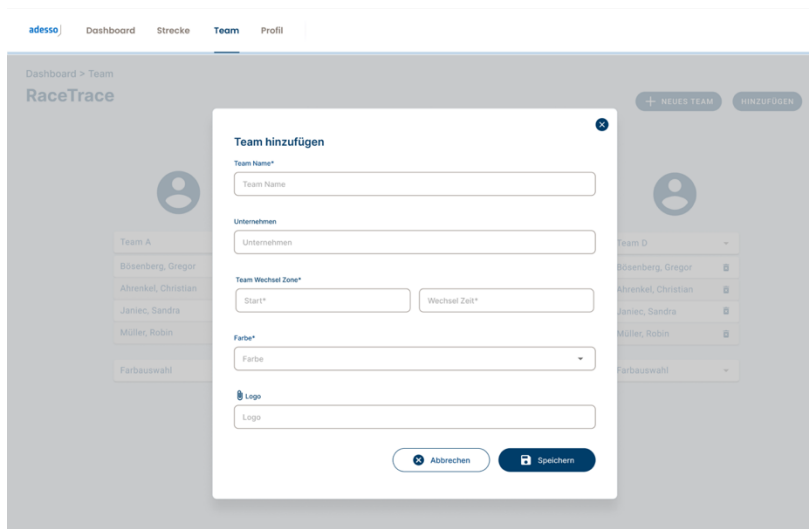 adesso
Dashboard Strecke Team Profil
Dashboard > Team
RaceTrace
NEUES TEAM HINZUFÜGEN
Team hinzufügen
Team Name*
Team Name
Unternehmen
Unternehmen
Team Wechsel Zone*
Start* Wechsel Zeit*
Farbe*
Farbe
Logo
Logo
Abbrechen Speichern
Team A
Bösenberg, Gregor
Ahrenkel, Christian
Janiec, Sandra
Müller, Robin
Farbauswahl
Team D
Bösenberg, Gregor
Ahrenkel, Christian
Janiec, Sandra
Müller, Robin
Farbauswahl